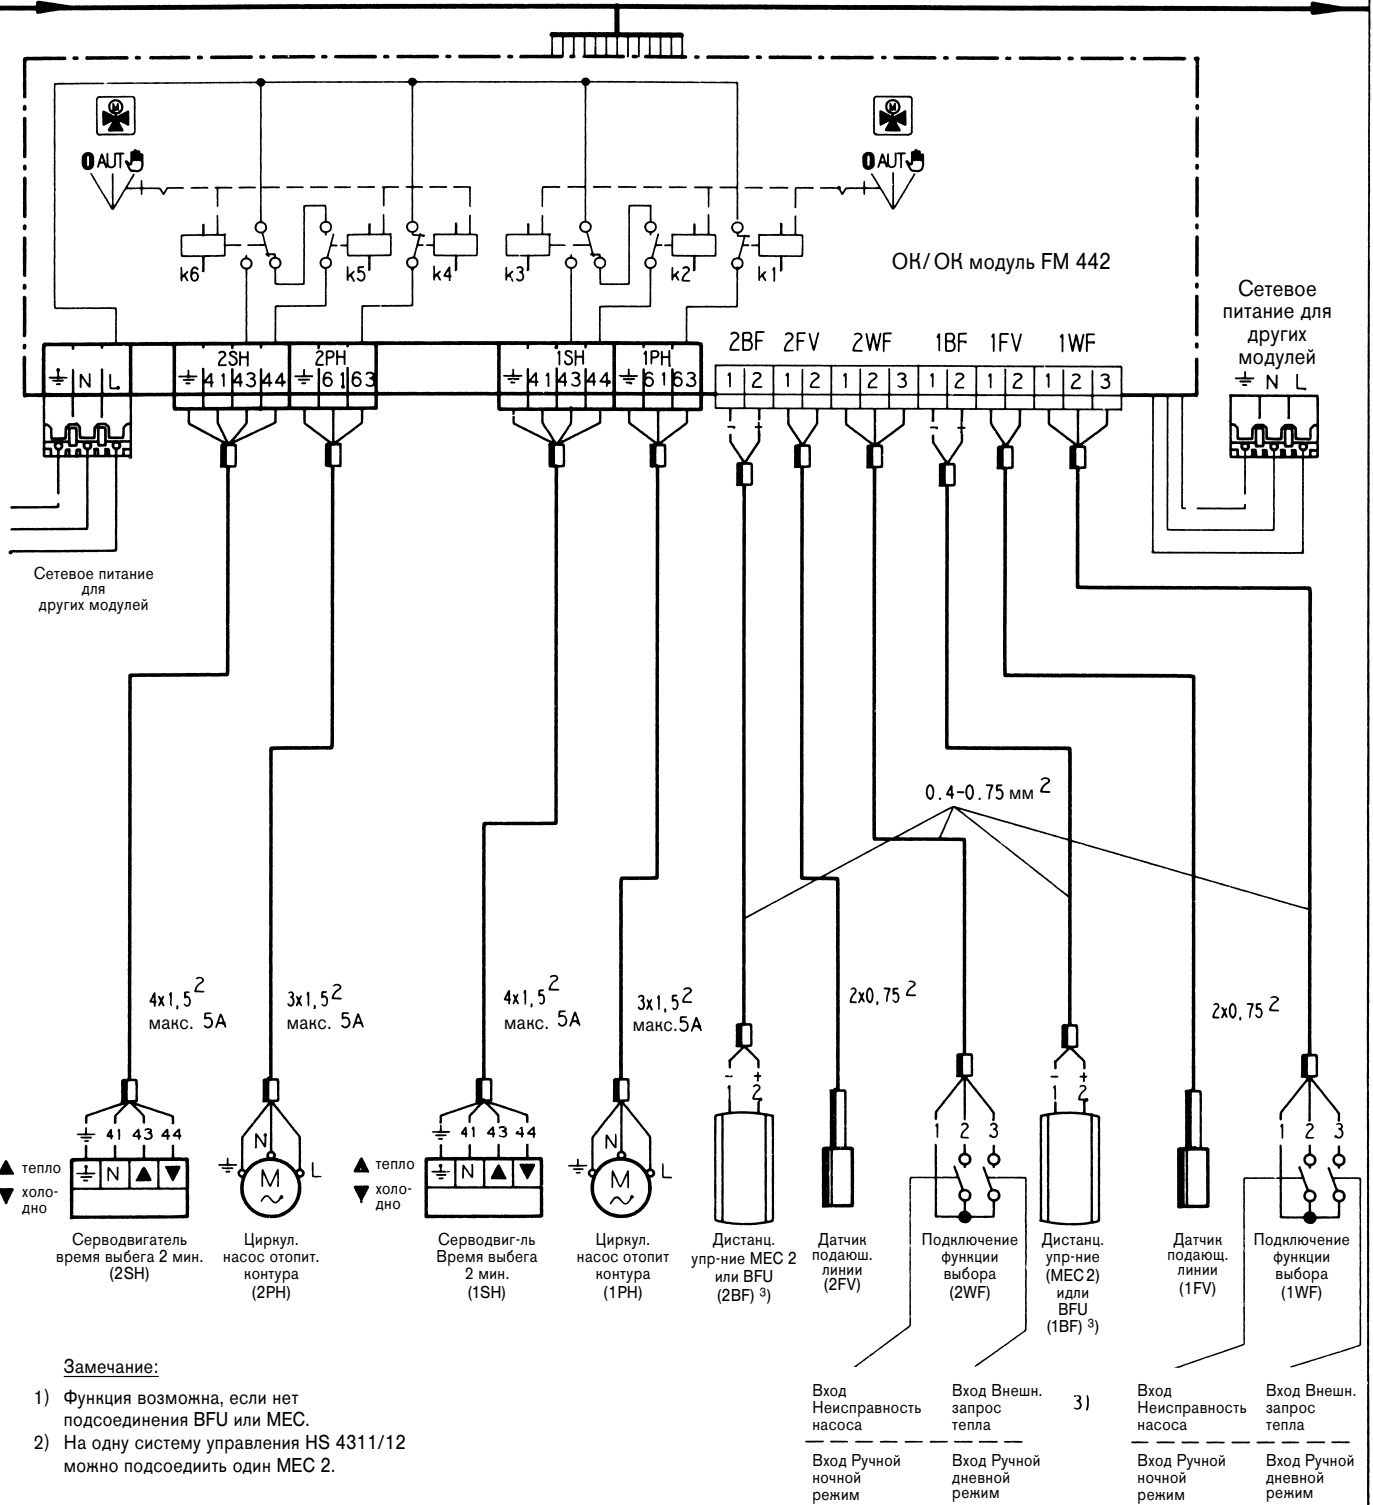 M
M
0 AUT
0 AUT
k6
k5
k4
k3
k2
k1
ОК/ОК модуль FM 442
Сетевое
питание для
других
модулей
N L
2SH
2PH
1SH
1PH
2BF 2FV 2WF 1BF 1FV 1WF
N L
41 43 44
61 63
41 43 44
61 63
1 2 1 2 1 2 3 1 2 1 2 1 2 3
- +
- +
Сетевое питание
для
других модулей
0.4-0.75 мм 2
4x1,5 2
макс. 5A
3x1,5 2
макс. 5A
4x1,5 2
макс. 5A
3x1,5 2
макс.5A
2x0,75 2
2x0,75 2
- +
1 2
- +
1 2
41 43 44
N
N
M
L
41 43 44
N
N
M
L
1 2 3
1 2 3
тепло
холо-
дно
тепло
холо-
дно
Серводвигатель
время выбега 2 мин.
(2SH)
Циркул.
насос отопит.
контура
(2PH)
Серводвиг-ль
Время выбега
2 мин.
(1SH)
Циркул.
насос отопит
контура
(1PH)
Дистанц.
упр-ние MEC 2
или BFU
(2BF) 3)
Датчик
подаюш.
линии
(2FV)
Подключение
функции
выбора
(2WF)
Дистанц.
упр-ние
(MEC 2)
идли
BFU
(1BF) 3)
Датчик
подающ.
линии
(1FV)
Подключение
функции
выбора
(1WF)
Замечание:
1) Функция возможна, если нет
подсоединения BFU или MEC.
2) На одну систему управления HS 4311/12
можно подсоедиить один MEC 2.
Вход
Неисправность
насоса
Вход Внешн.
запрос
тепла
3)
Вход
Неисправность
насоса
Вход Внешн.
запрос
тепла
Вход Ручной
ночной
режим
Вход Ручной
дневной
режим
Вход Ручной
ночной
режим
Вход Ручной
дневной
режим